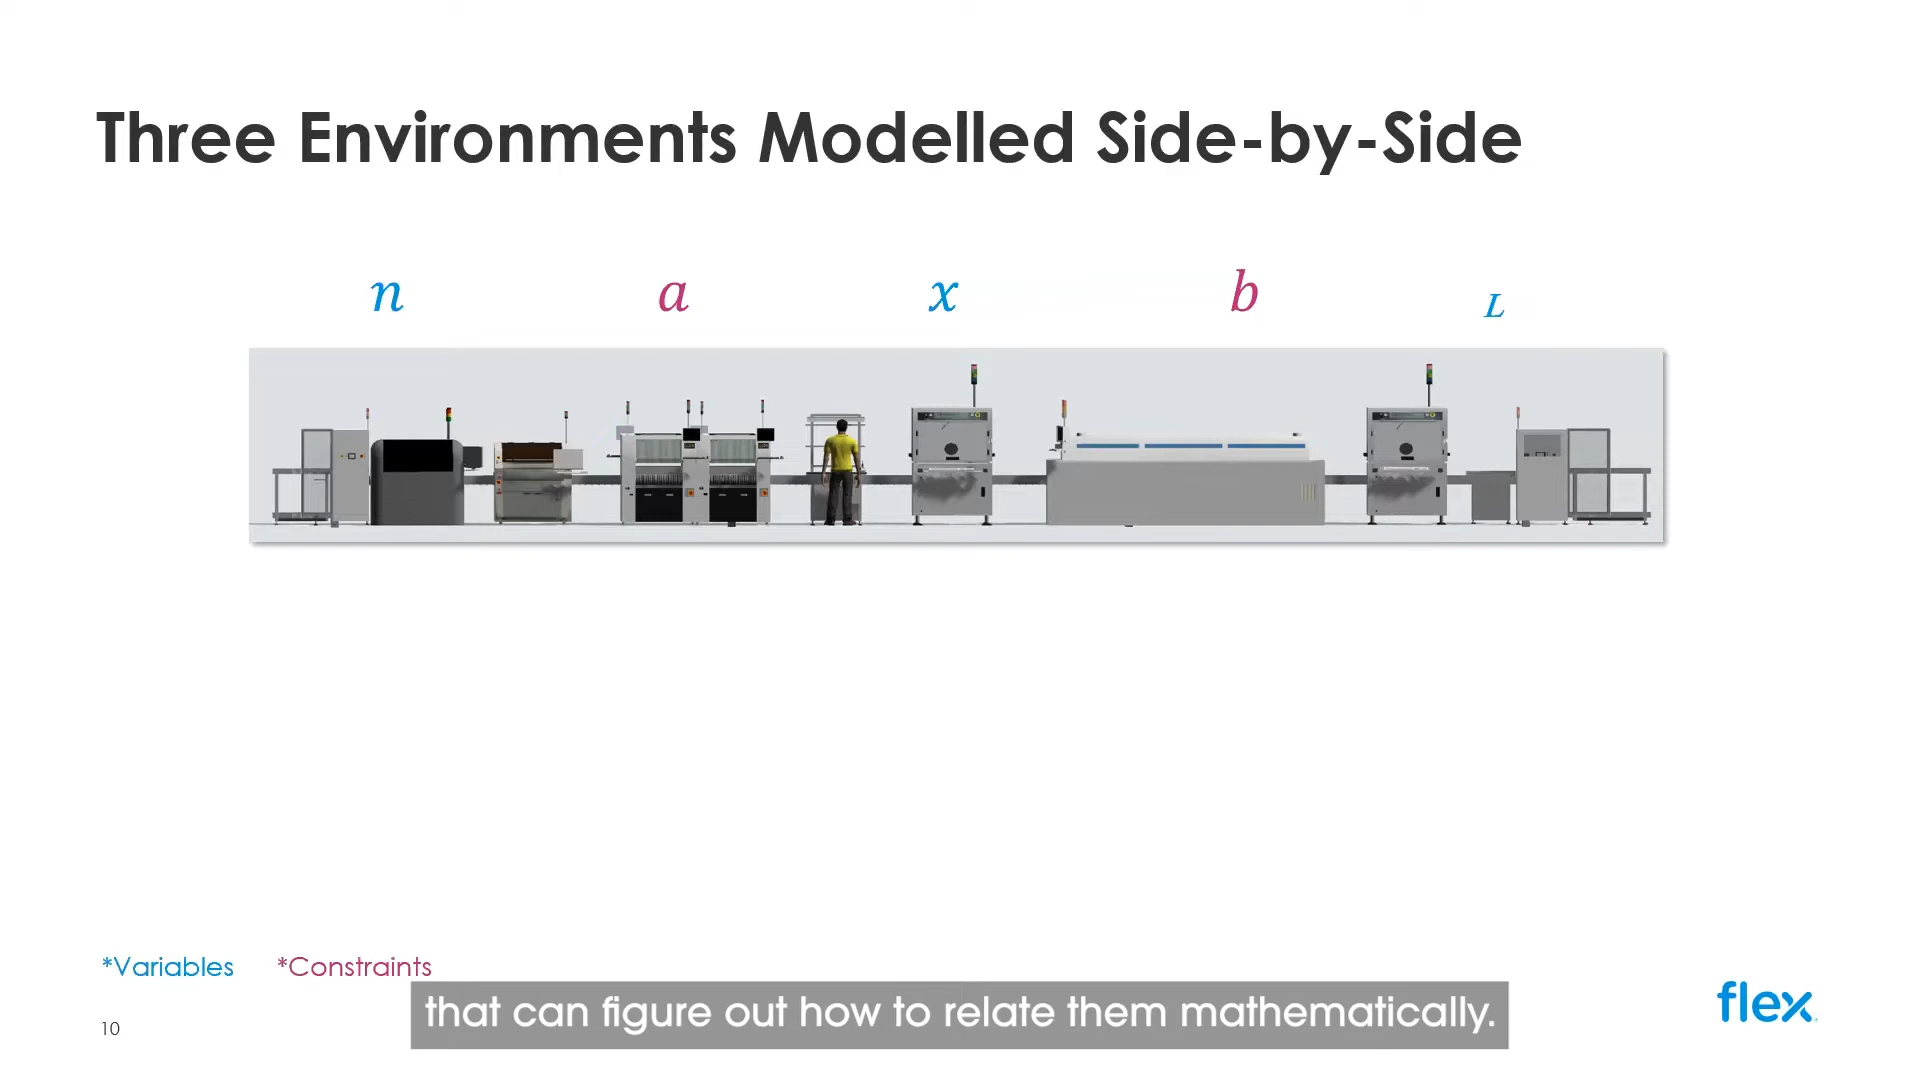 Three Environments Modelled Side-by-Side
n a x b L
*Variables *Constraints
that can figure out how to relate them mathematically.
10
flex